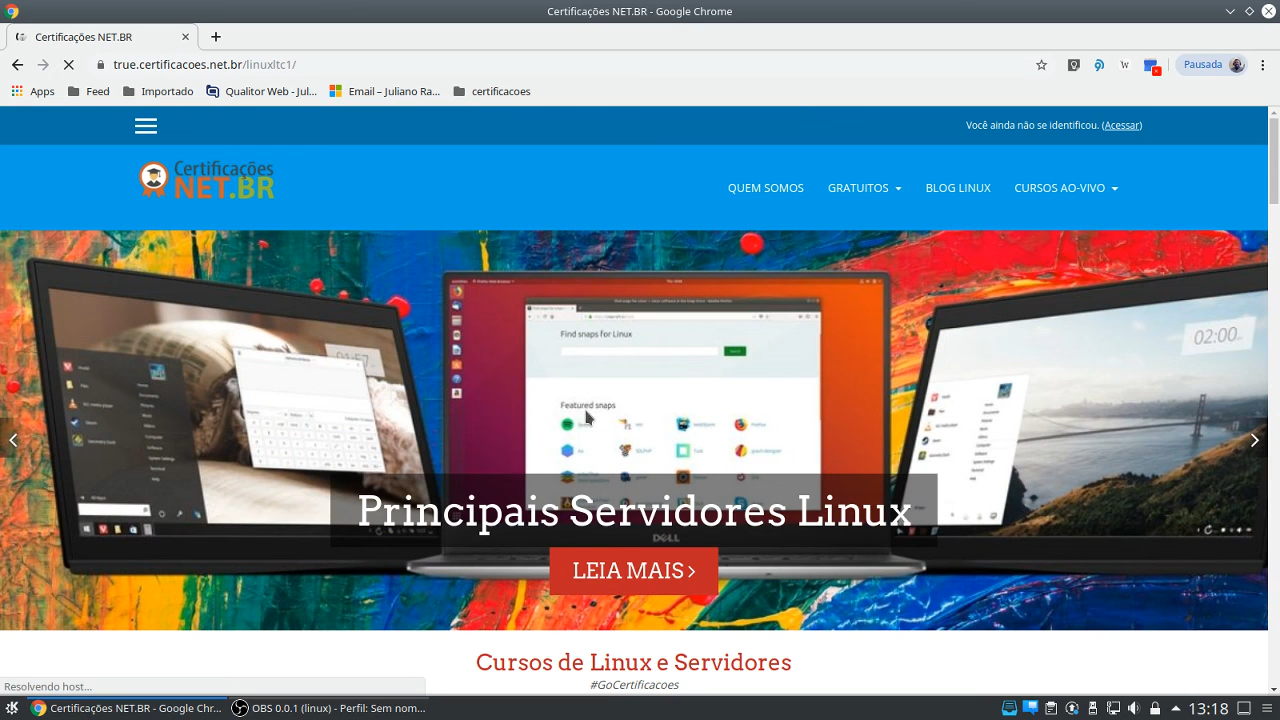 Certificações NET.BR - Google Chrome
Certificações NET.BR
true.certificacoes.net.br/linuxltc1/
Pausada
Apps
Feed
Importado
Qualitor Web - Jul...
Email – Juliano Ra...
certificacoes
Você ainda não se identificou. (Acessar)
Certificações
NET.BR
QUEM SOMOS
GRATUITOS
BLOG LINUX
CURSOS AO-VIVO
Find snaps for Linux
Featured snaps
02:00
Principais Servidores Linux
DELL
LEIA MAIS
Cursos de Linux e Servidores
#GoCertificacoes
Resolvendo host...
Certificações NET.BR - Google Chr...
OBS 0.0.1 (linux) - Perfil: Sem nom...
13:18